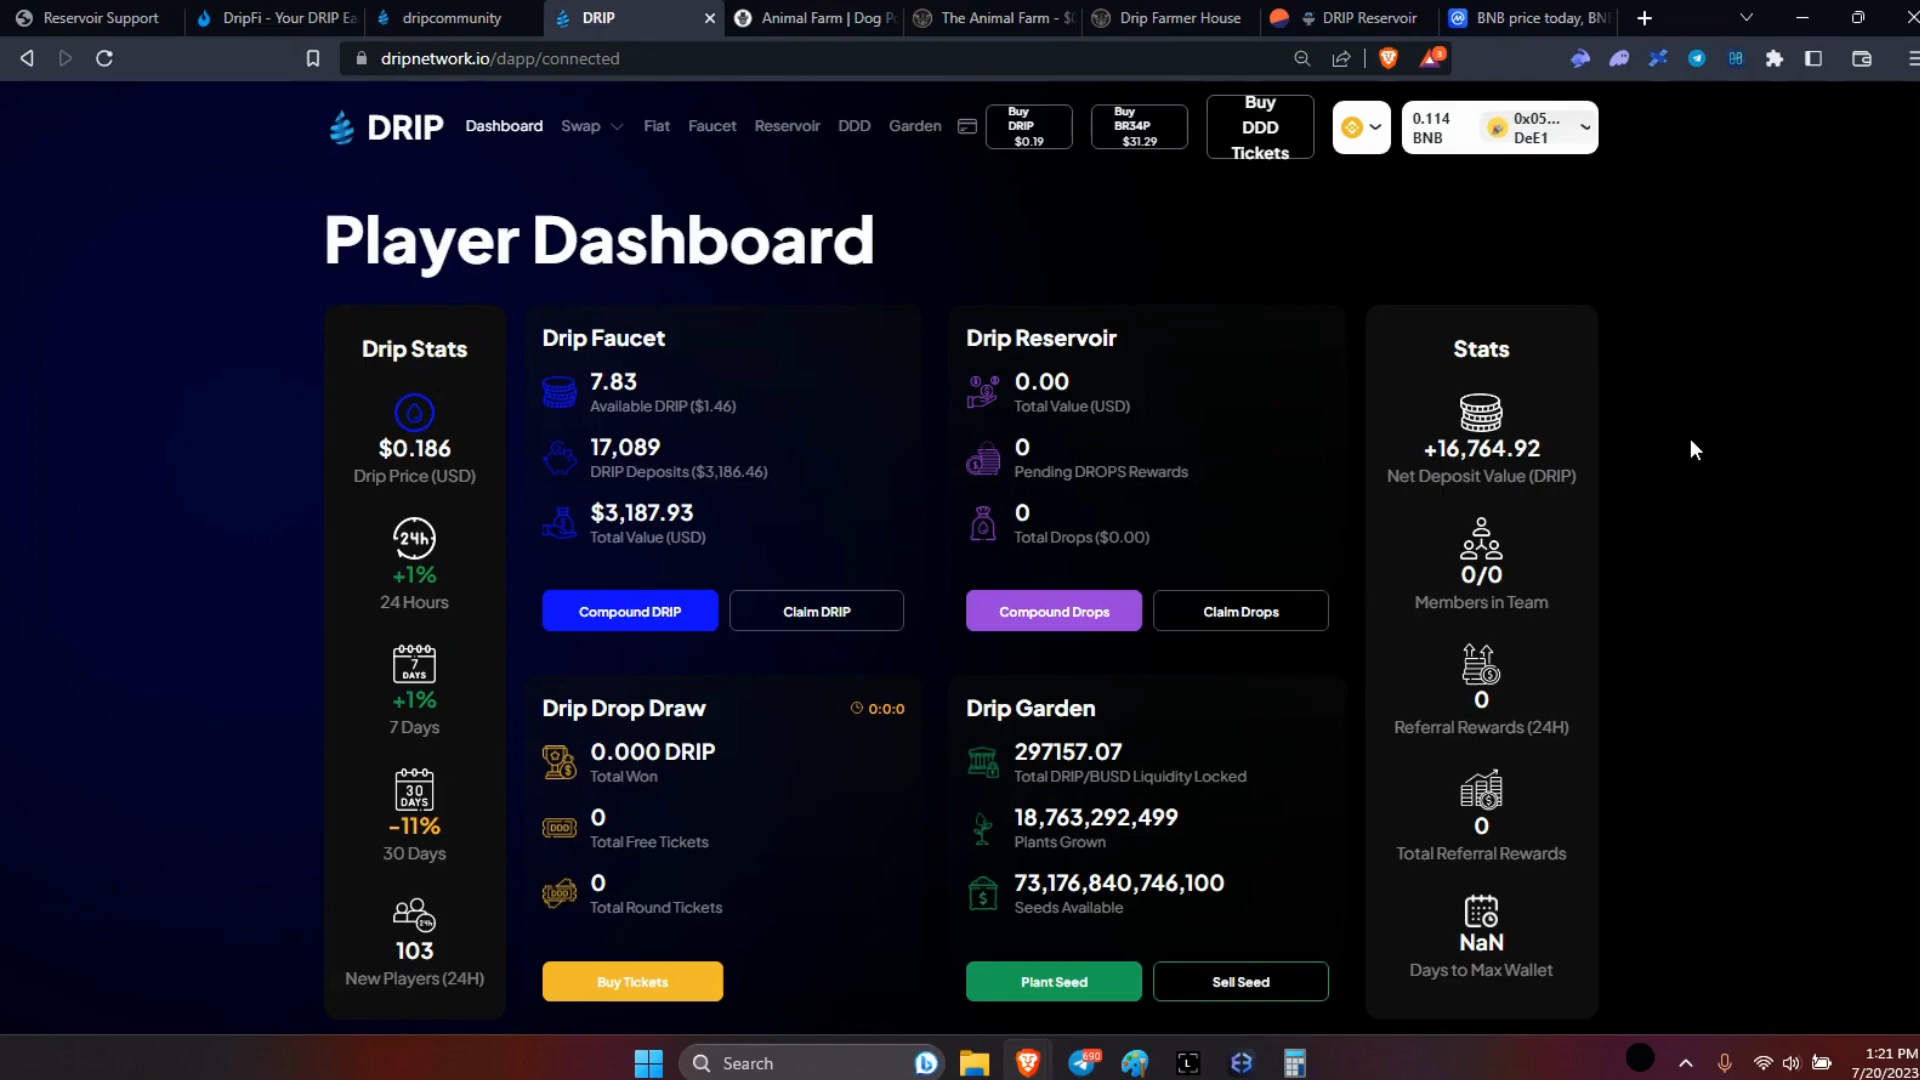 Reservoir Support
DripFi - Your DRIP Ea
dripcommunity
DRIP
Animal Farm | Dog P
The Animal Farm - $
Drip Farmer House
DRIP Reservoir
BNB price today, BN
dripnetwork.io/dapp/connected
3
DRIP
Dashboard
Swap
Fiat
Faucet
Reservoir
DDD
Garden
Buy
DRIP
$0.19
Buy
BR34P
$31.29
Buy
DDD
Tickets
0.114
BNB
0x05...
DeE1
Player Dashboard
Drip Stats
$0.186
Drip Price (USD)
24h
+1%
24 Hours
7
DAYS
+1%
7 Days
30
DAYS
-11%
30 Days
24h
103
New Players (24H)
Drip Faucet
7.83
Available DRIP ($1.46)
17,089
DRIP Deposits ($3,186.46)
$3,187.93
Total Value (USD)
Compound DRIP
Claim DRIP
Drip Reservoir
0.00
Total Value (USD)
0
Pending DROPS Rewards
0
Total Drops ($0.00)
Compound Drops
Claim Drops
Drip Drop Draw
0:0:0
0.000 DRIP
Total Won
DDD
0
Total Free Tickets
DDD
0
Total Round Tickets
Buy Tickets
Drip Garden
297157.07
Total DRIP/BUSD Liquidity Locked
18,763,292,499
Plants Grown
73,176,840,746,100
Seeds Available
Plant Seed
Sell Seed
Stats
+16,764.92
Net Deposit Value (DRIP)
0/0
Members in Team
0
Referral Rewards (24H)
0
Total Referral Rewards
NaN
Days to Max Wallet
Search
690
1:21 PM
7/20/2023